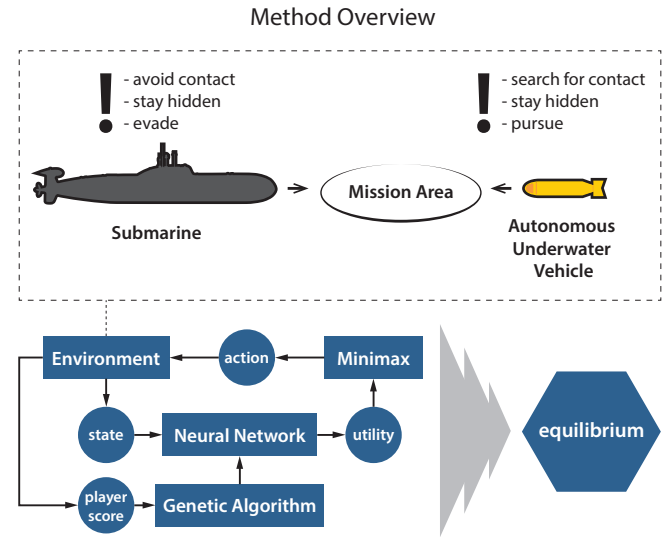 Method Overview
- avoid contact
- stay hidden
- evade
- search for contact
- stay hidden
- pursue
Mission Area
Submarine
Autonomous
Underwater
Vehicle
Environment
action
Minimax
state
Neural Network
utility
equilibrium
player
score
Genetic Algorithm